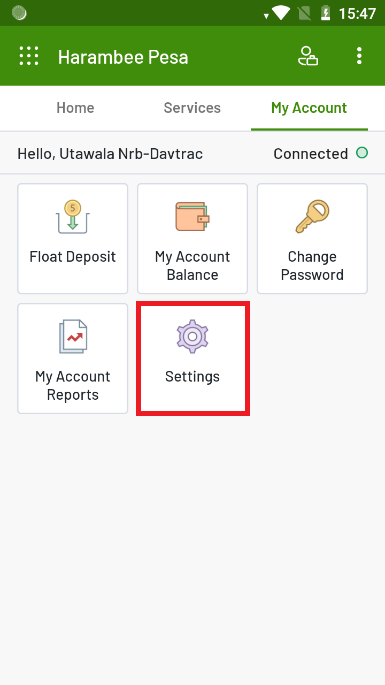 15:47
Harambee Pesa
Home Services My Account
Hello, Utawala Nrb-Davtrac Connected
Float Deposit
My Account
Balance
Change
Password
My Account
Reports
Settings